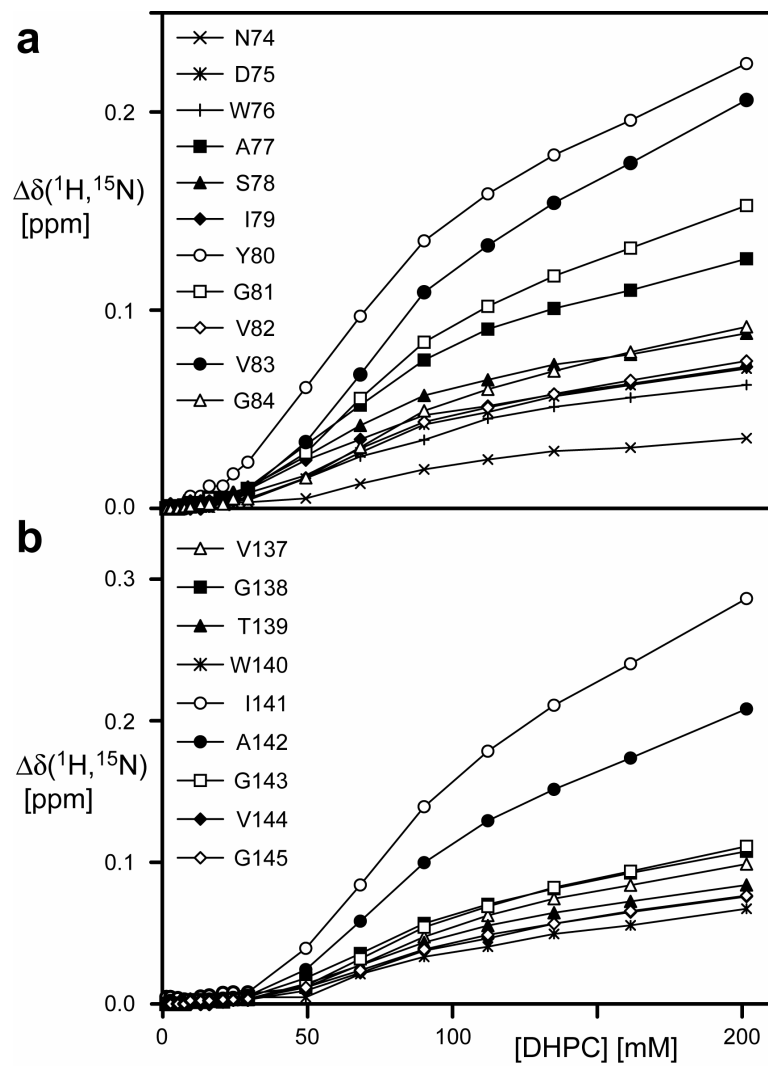 a
N74
D75
W76
A77
S78
I79
Y80
G81
V82
V83
G84
0.2
0.1
0.0
Δδ(¹H,¹⁵N)
[ppm]
b
V137
G138
T139
W140
I141
A142
G143
V144
G145
0.3
0.2
0.1
0.0
Δδ(¹H,¹⁵N)
[ppm]
0 50 100 200
[DHPC] [mM]